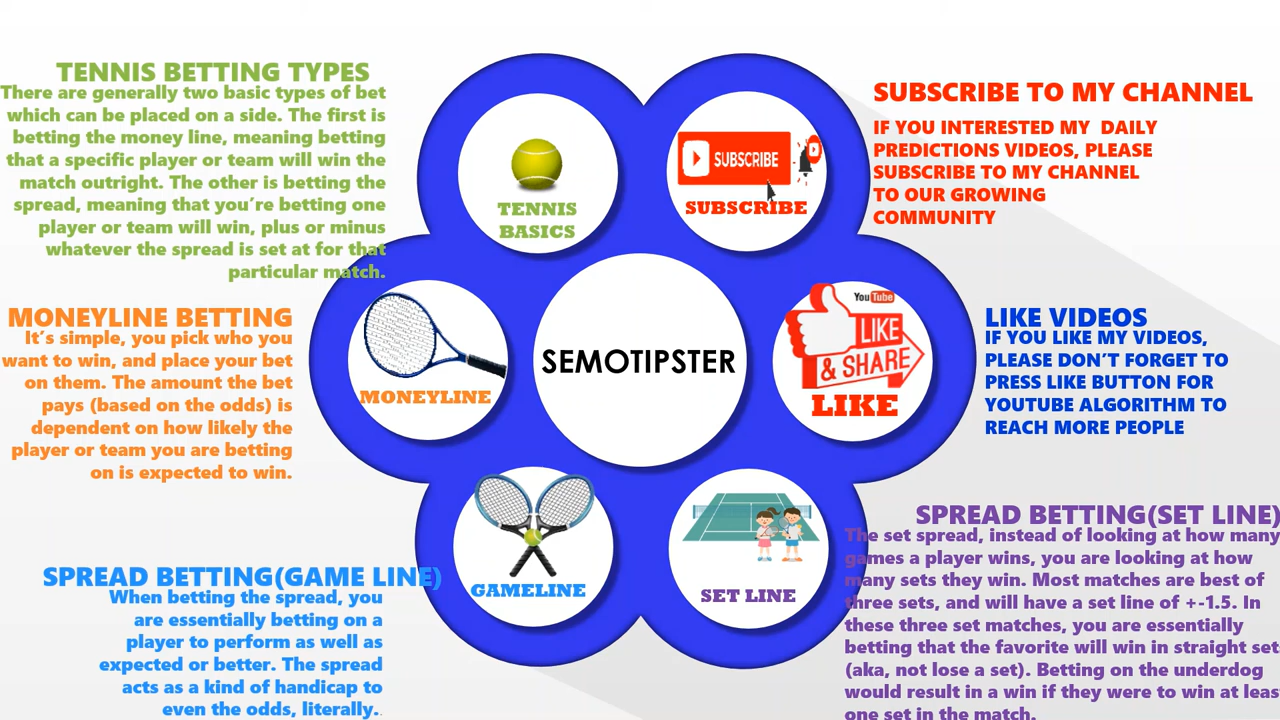 TENNIS BETTING TYPES
There are generally two basic types of bet
which can be placed on a side. The first is
betting the money line, meaning betting
that a specific player or team will win the
match outright. The other is betting the
spread, meaning that you're betting one
player or team will win, plus or minus
whatever the spread is set at for that
particular match.
MONEYLINE BETTING
It's simple, you pick who you
want to win, and place your bet
on them. The amount the bet
pays (based on the odds) is
dependent on how likely the
player or team you are betting
on is expected to win.
SPREAD BETTING(GAME LINE)
When betting the spread, you
are essentially betting on a
player to perform as well as
expected or better. The spread
acts as a kind of handicap to
even the odds, literally..
TENNIS
BASICS
SUBSCRIBE
SUBSCRIBE
MONEYLINE
SEMOTIPSTER
YouTube
LIKE
& SHARE
LIKE
GAMELINE
SET LINE
SUBSCRIBE TO MY CHANNEL
IF YOU INTERESTED MY DAILY
PREDICTIONS VIDEOS, PLEASE
SUBSCRIBE TO MY CHANNEL
TO OUR GROWING
COMMUNITY
LIKE VIDEOS
IF YOU LIKE MY VIDEOS,
PLEASE DON'T FORGET TO
PRESS LIKE BUTTON FOR
YOUTUBE ALGORITHM TO
REACH MORE PEOPLE
SPREAD BETTING(SET LINE)
The set spread, instead of looking at how many
games a player wins, you are looking at how
many sets they win. Most matches are best of
three sets, and will have a set line of +-1.5. In
these three set matches, you are essentially
betting that the favorite will win in straight set
(aka, not lose a set). Betting on the underdog
would result in a win if they were to win at leas
one set in the match.